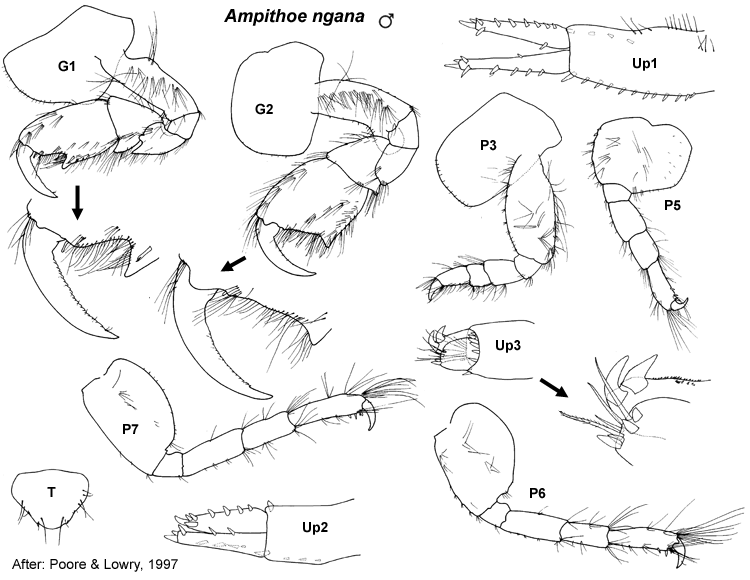 Ampithoe ngana ♂
G1
G2
Up1
P3
P5
Up3
P7
P6
T
Up2
After: Poore & Lowry, 1997